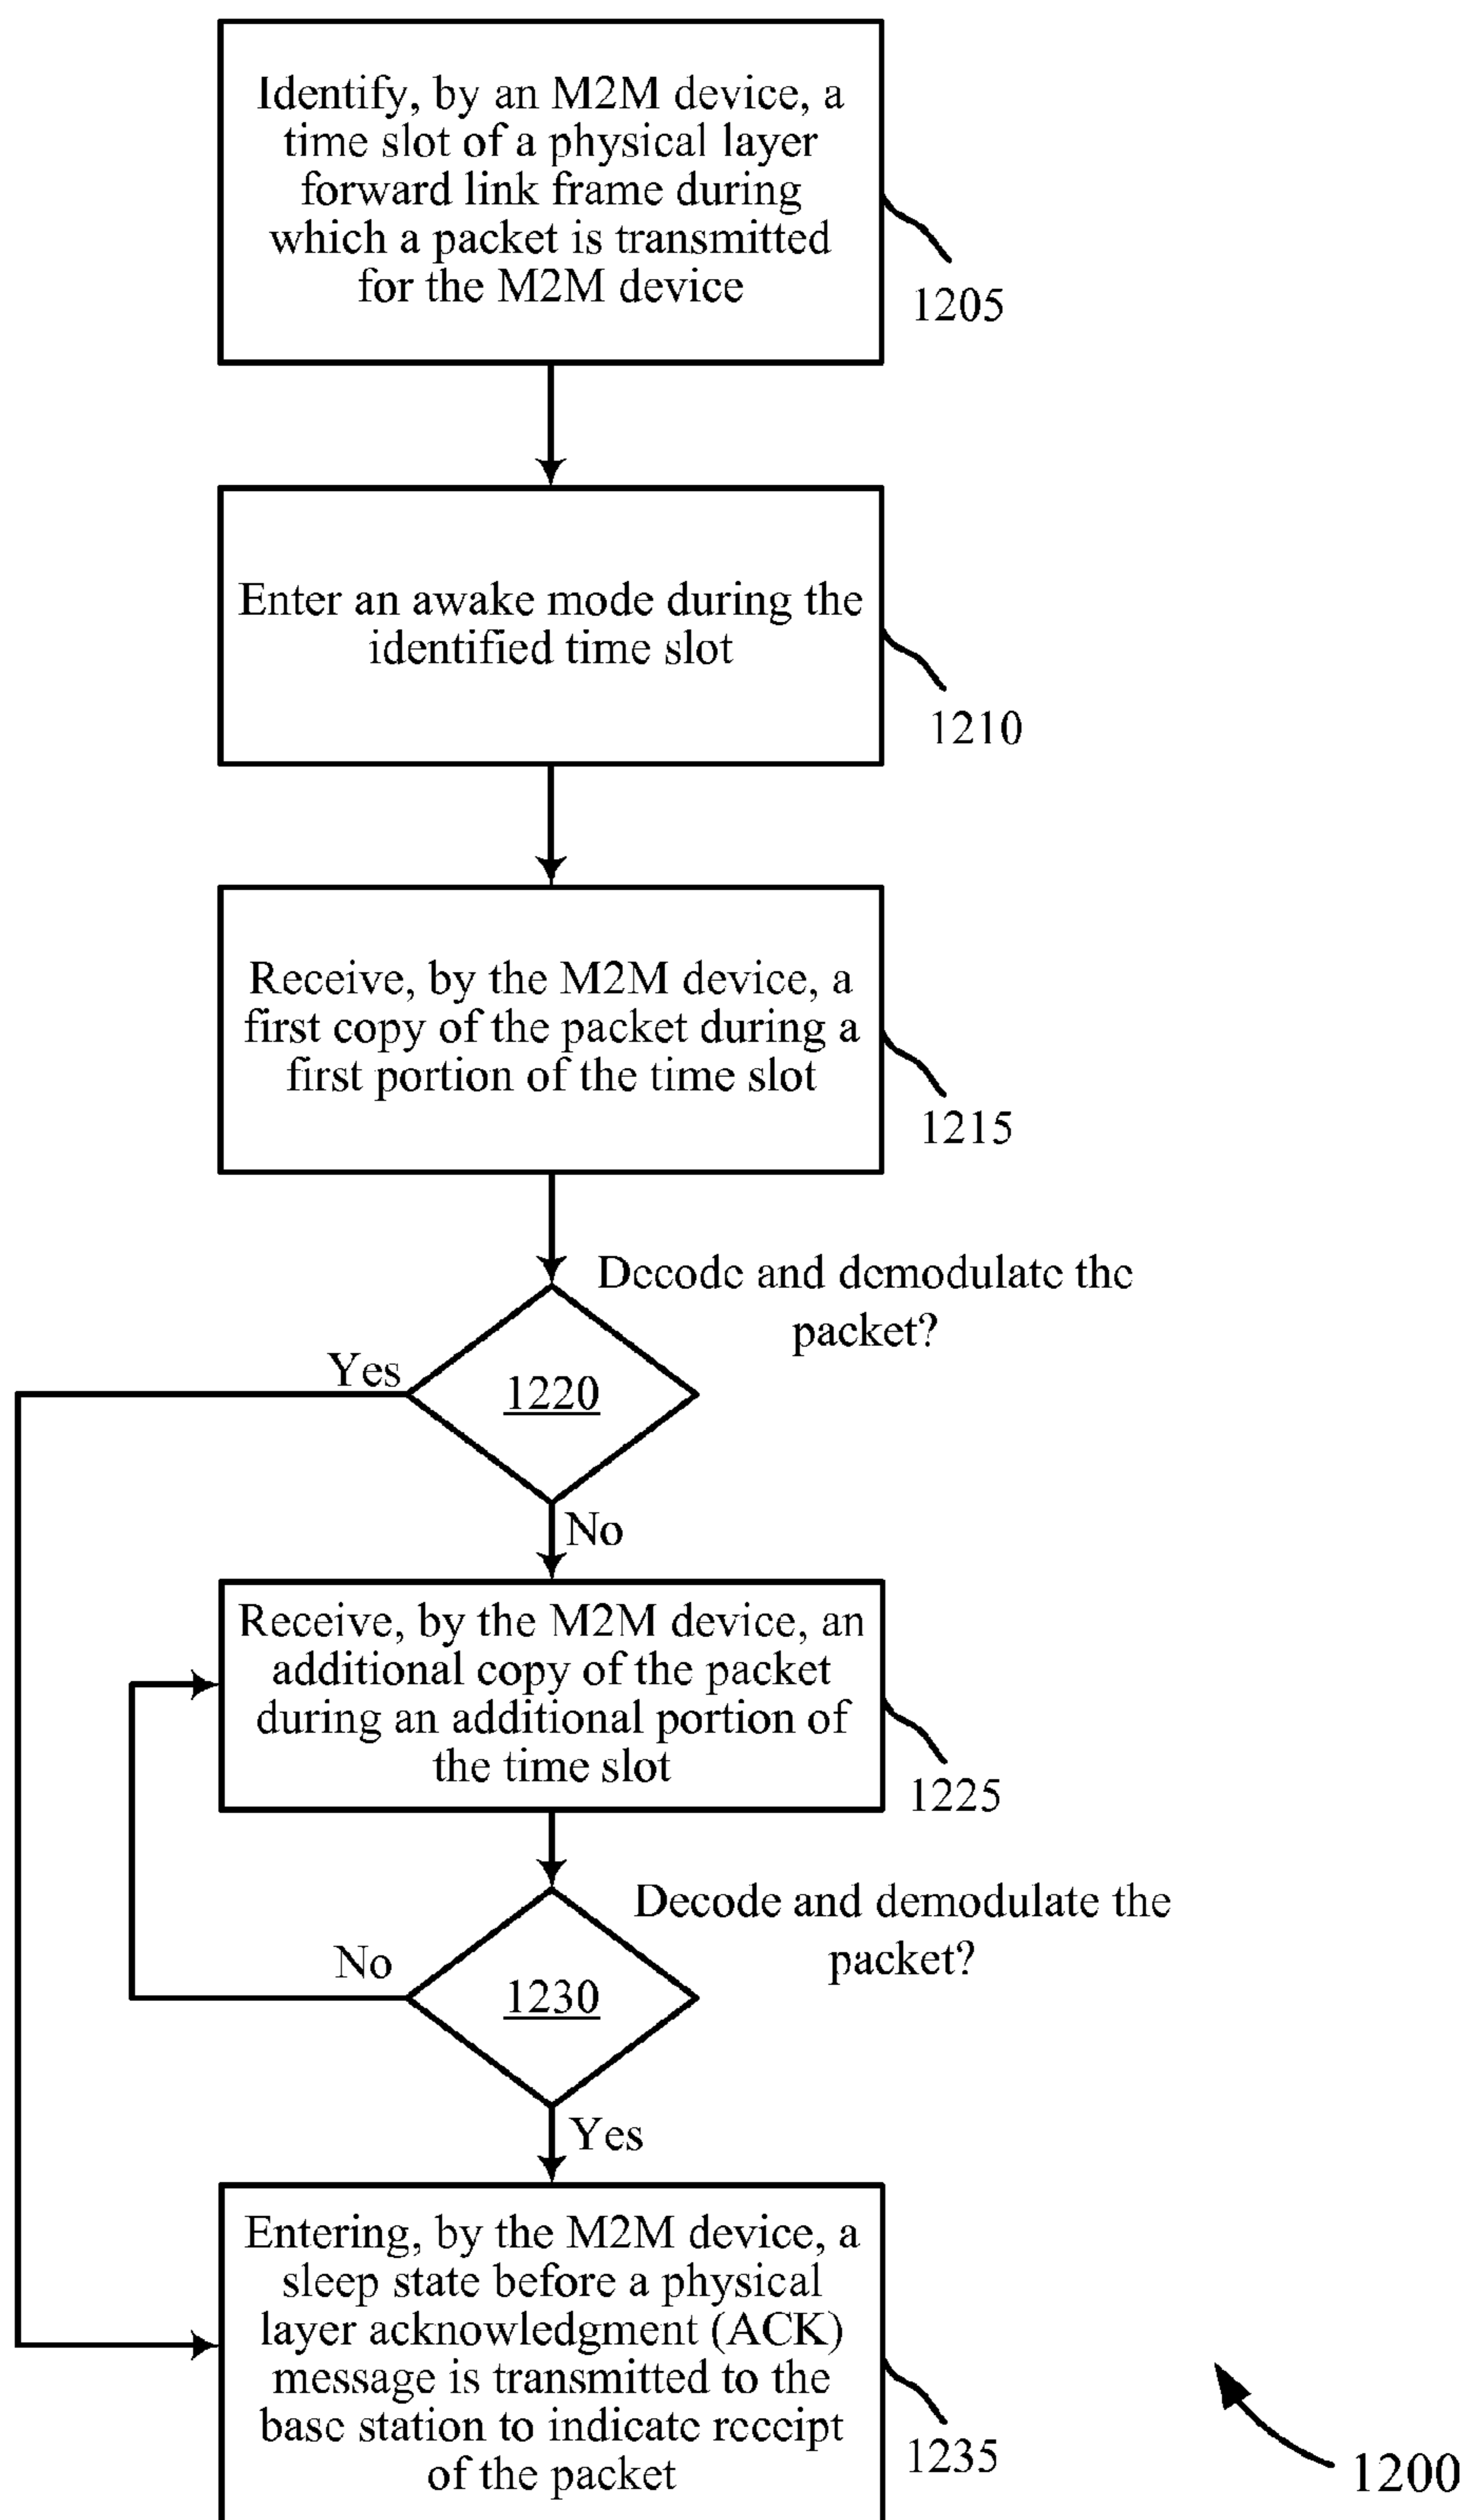 Identify, by an M2M device, a
time slot of a physical layer
forward link frame during
which a packet is transmitted
for the M2M device
1205
Enter an awake mode during the
identified time slot
1210
Receive, by the M2M device, a
first copy of the packet during a
first portion of the time slot
1215
Decode and demodulate the
packet?
Yes
1220
No
Receive, by the M2M device, an
additional copy of the packet
during an additional portion of
the time slot
1225
Decode and demodulate the
packet?
No
1230
Yes
Entering, by the M2M device, a
sleep state before a physical
layer acknowledgment (ACK)
message is transmitted to the
base station to indicate receipt
of the packet
1235
1200